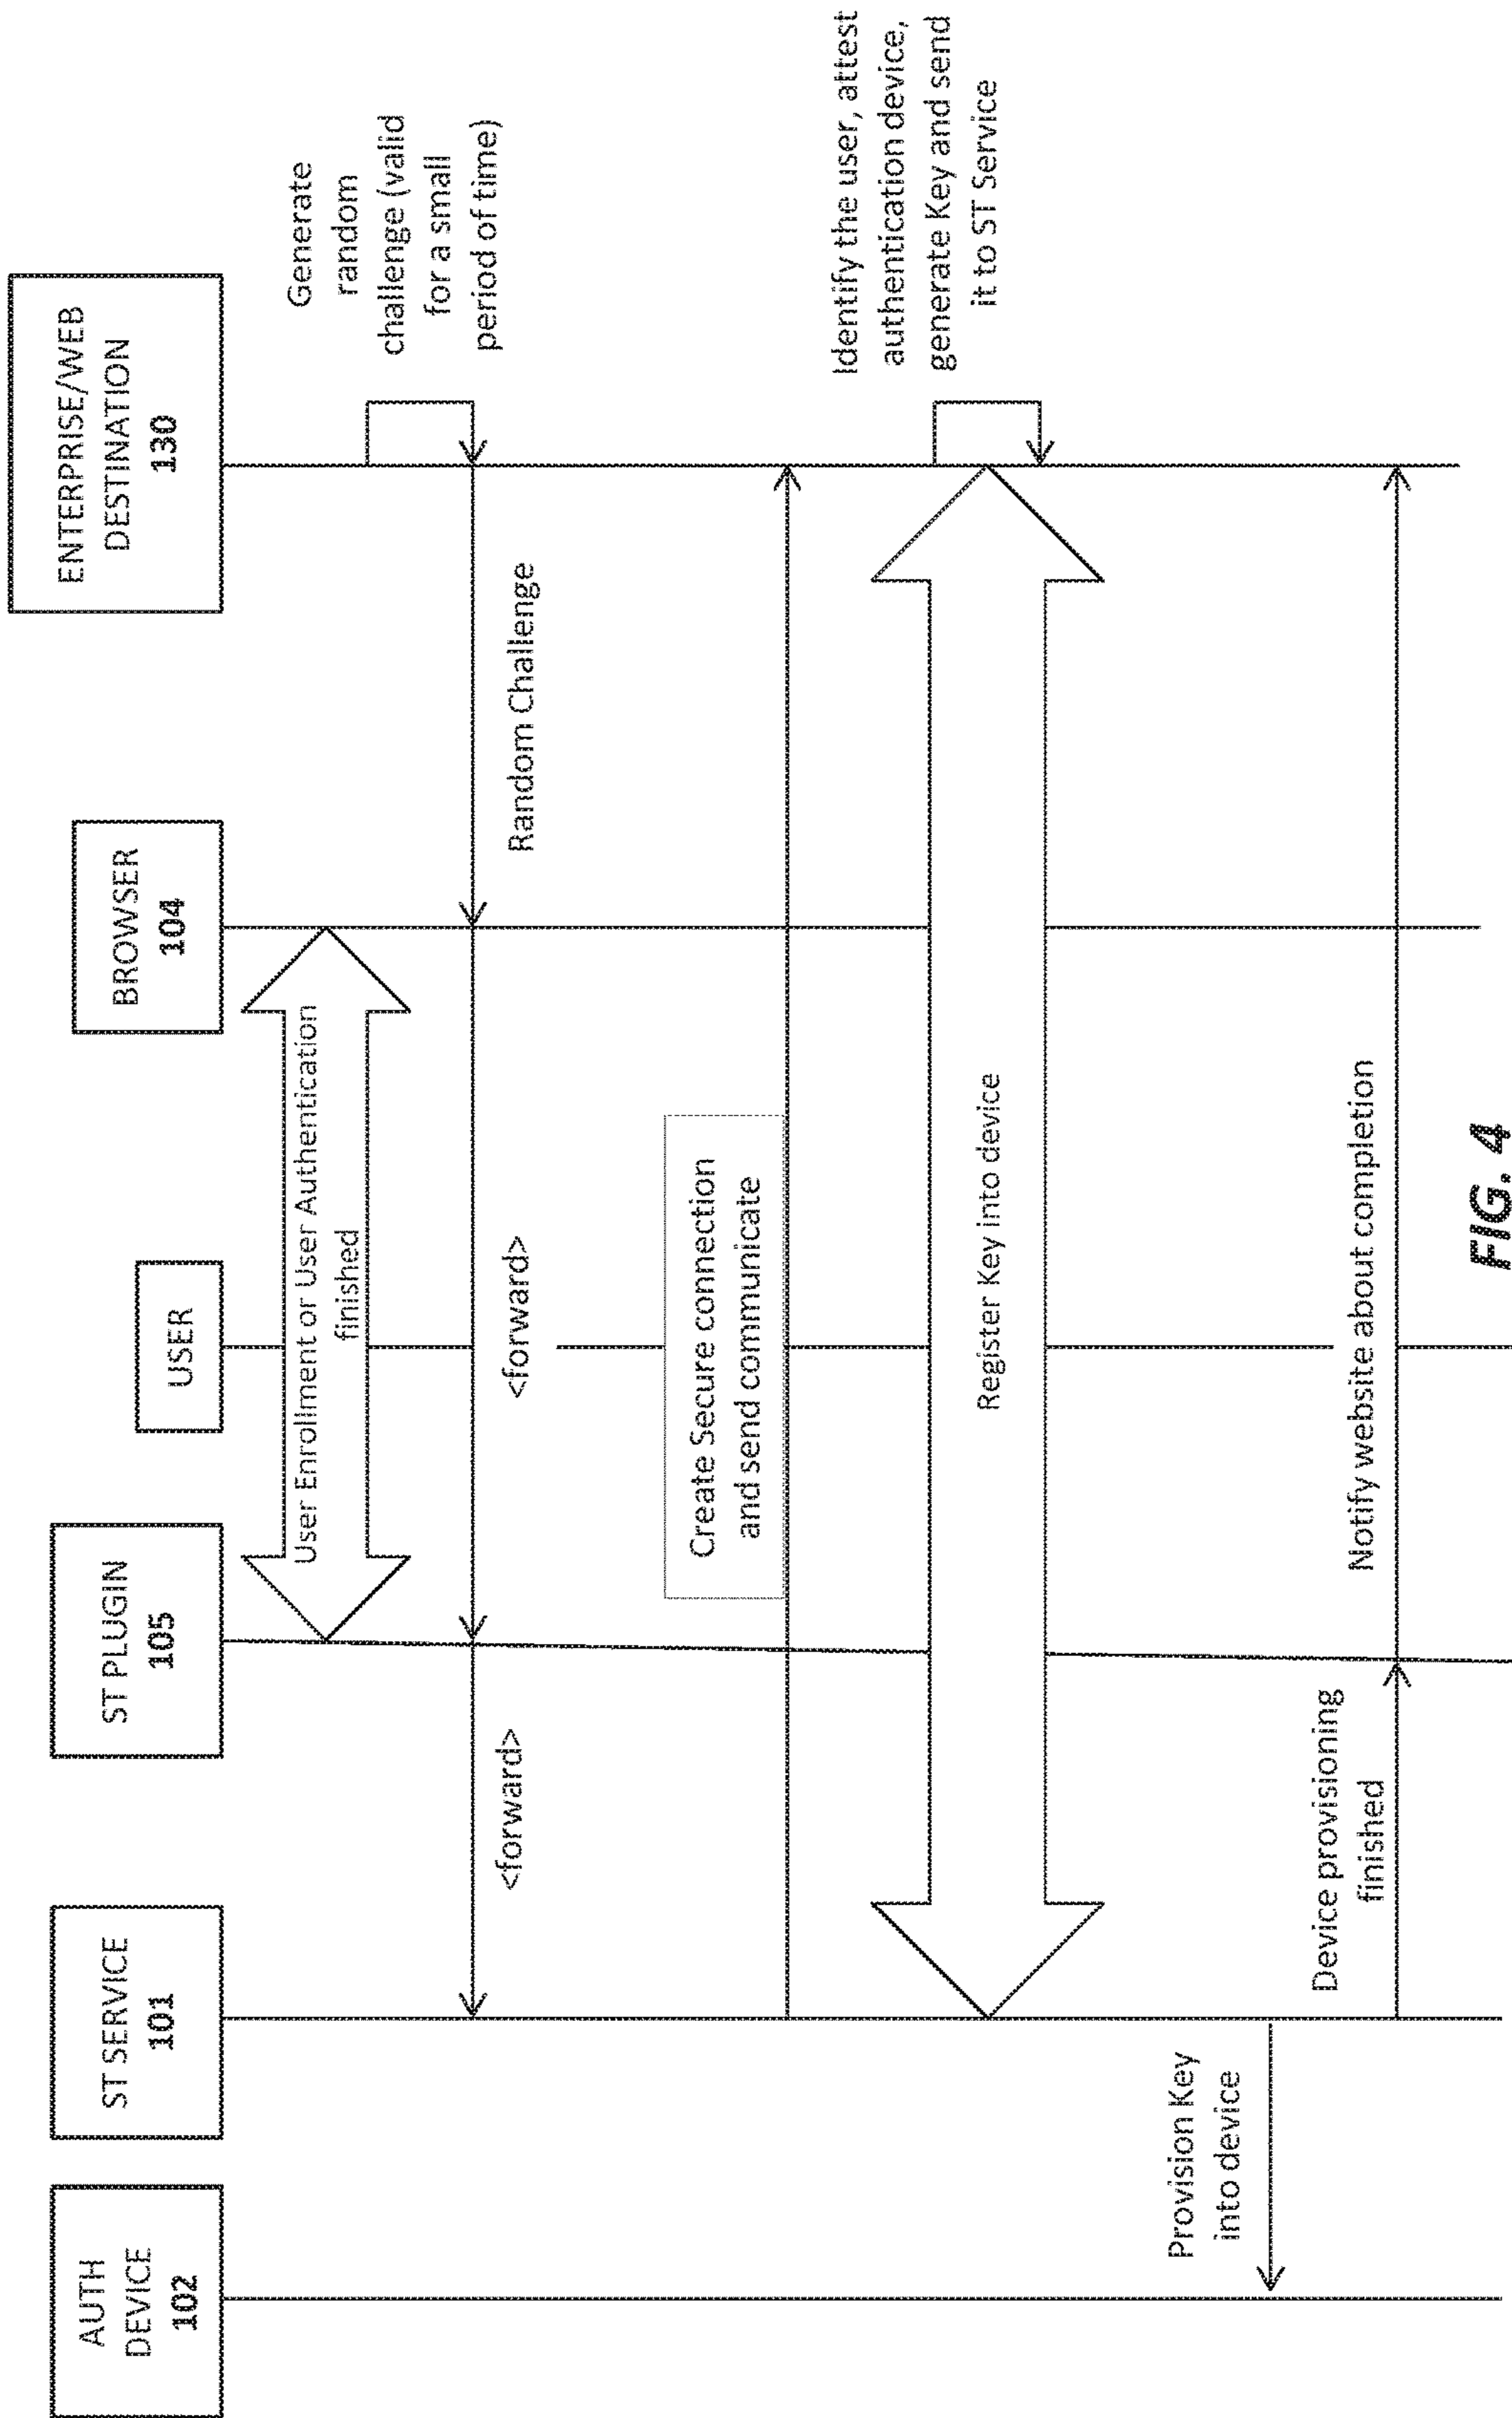 AUTH
DEVICE
102
ST SERVICE
101
ST PLUGIN
105
USER
BROWSER
104
ENTERPRISE/WEB
DESTINATION
130
User Enrollment or User Authentication
finished
Generate
random
challenge (valid
for a small
period of time)
Random Challenge
<forward>
<forward>
Create Secure connection
and send communicate
Identify the user, attest
authentication device,
generate Key and send
it to ST Service
Register Key into device
Provision Key
into device
Device provisioning
finished
Notify website about completion
FIG. 4